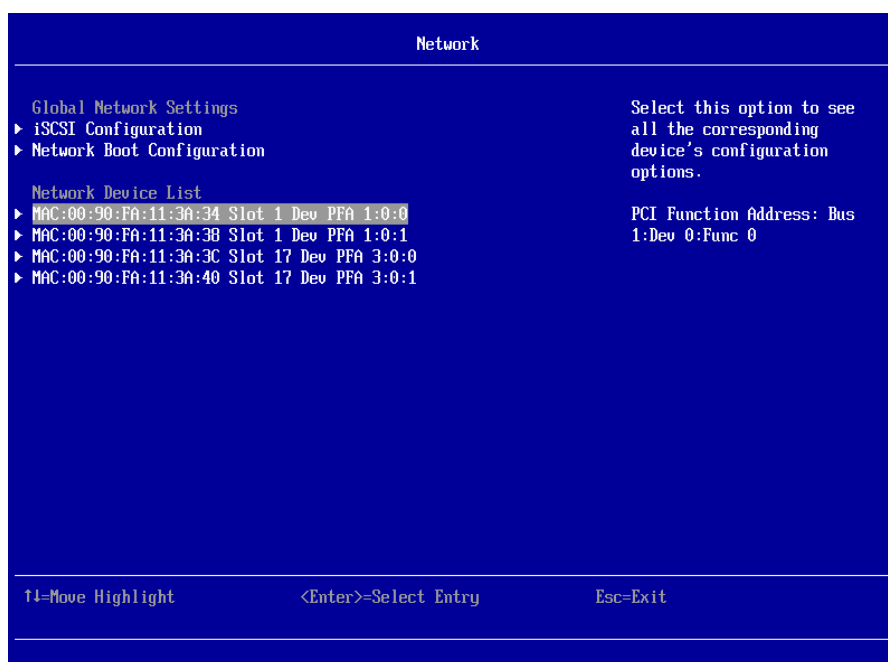 Network
Global Network Settings
▶ iSCSI Configuration
▶ Network Boot Configuration
Network Device List
▶ MAC:00:90:FA:11:3A:34 Slot 1 Dev PFA 1:0:0
▶ MAC:00:90:FA:11:3A:38 Slot 1 Dev PFA 1:0:1
▶ MAC:00:90:FA:11:3A:3C Slot 17 Dev PFA 3:0:0
▶ MAC:00:90:FA:11:3A:40 Slot 17 Dev PFA 3:0:1
Select this option to see
all the corresponding
device's configuration
options.
PCI Function Address: Bus
1:Dev 0:Func 0
↑↓=Move Highlight <Enter>=Select Entry Esc=Exit